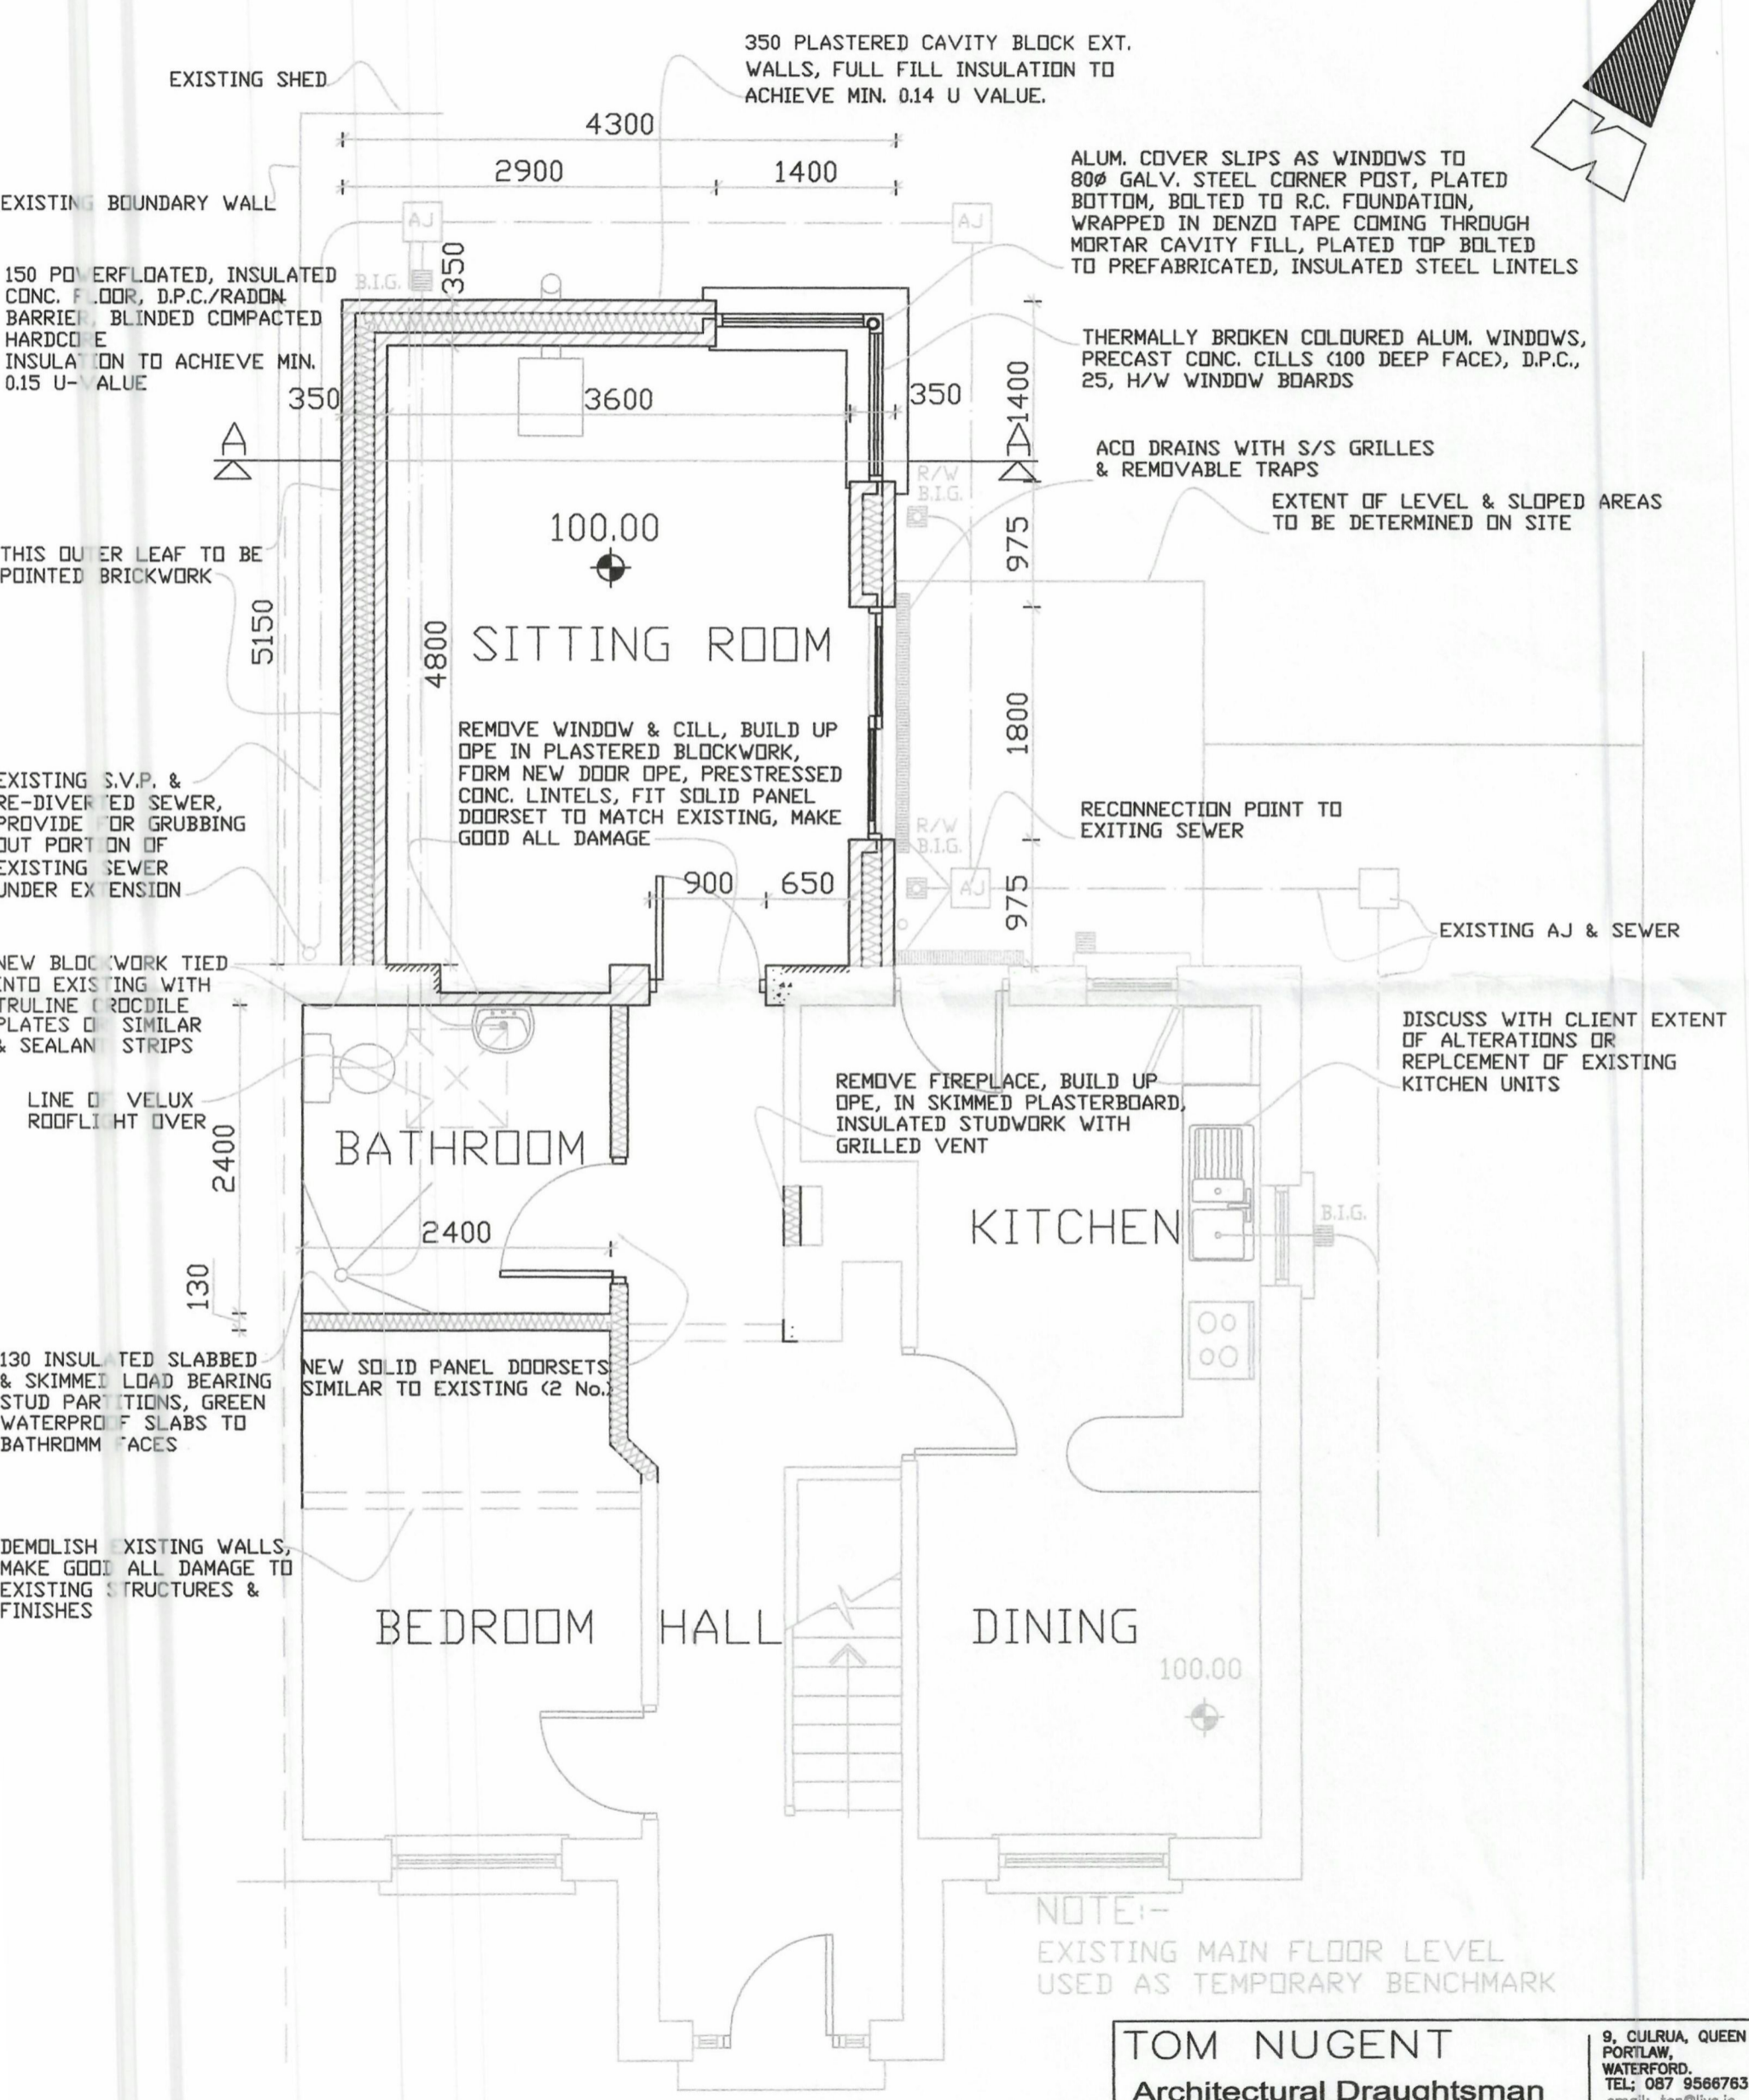 EXISTING SHED
350 PLASTERED CAVITY BLOCK EXT.
WALLS, FULL FILL INSULATION TO
ACHIEVE MIN. 0.14 U VALUE.
4300
2900
1400
EXISTING BOUNDARY WALL
ALUM. COVER SLIPS AS WINDOWS TO
80Ø GALV. STEEL CORNER POST, PLATED
BOTTOM, BOLTED TO R.C. FOUNDATION,
WRAPPED IN DENZO TAPE COMING THROUGH
MORTAR CAVITY FILL, PLATED TOP BOLTED
TO PREFABRICATED, INSULATED STEEL LINTELS
AJ
AJ
B.I.G.
350
150 POWERFLOATED, INSULATED
CONC. FLOOR, D.P.C./RADON
BARRIER, BLINDED COMPACTED
HARDCORE
INSULATION TO ACHIEVE MIN.
0.15 U-VALUE
THERMALLY BROKEN COLOURED ALUM. WINDOWS,
PRECAST CONC. CILLS (100 DEEP FACE), D.P.C.,
25, H/W WINDOW BOARDS
350
3600
350
1400
A
A
ACO DRAINS WITH S/S GRILLES
& REMOVABLE TRAPS
R/W
B.I.G.
EXTENT OF LEVEL & SLOPED AREAS
TO BE DETERMINED ON SITE
100.00
975
THIS OUTER LEAF TO BE
POINTED BRICKWORK
5150
4800
SITTING ROOM
1800
REMOVE WINDOW & CILL, BUILD UP
OPE IN PLASTERED BLOCKWORK,
FORM NEW DOOR OPE, PRESTRESSED
CONC. LINTELS, FIT SOLID PANEL
DOORSET TO MATCH EXISTING, MAKE
GOOD ALL DAMAGE
EXISTING S.V.P. &
RE-DIVERTED SEWER,
PROVIDE FOR GRUBBING
OUT PORTION OF
EXISTING SEWER
UNDER EXTENSION
RECONNECTION POINT TO
EXITING SEWER
R/W
B.I.G.
AJ
900
650
975
EXISTING AJ & SEWER
NEW BLOCKWORK TIED
INTO EXISTING WITH
TRULINE CROCDILE
PLATES OR SIMILAR
& SEALANT STRIPS
DISCUSS WITH CLIENT EXTENT
OF ALTERATIONS OR
REPLCEMENT OF EXISTING
KITCHEN UNITS
LINE OF VELUX
ROOFLIGHT OVER
REMOVE FIREPLACE, BUILD UP
OPE, IN SKIMMED PLASTERBOARD,
INSULATED STUDWORK WITH
GRILLED VENT
2400
BATHROOM
KITCHEN
B.I.G.
2400
130
130 INSULATED SLABBED
& SKIMMED LOAD BEARING
STUD PARTITIONS, GREEN
WATERPROOF SLABS TO
BATHROMM FACES
NEW SOLID PANEL DOORSETS
SIMILAR TO EXISTING (2 No.)
DEMOLISH EXISTING WALLS,
MAKE GOOD ALL DAMAGE TO
EXISTING STRUCTURES &
FINISHES
BEDROOM
HALL
DINING
100.00
NOTE:-
EXISTING MAIN FLOOR LEVEL
USED AS TEMPORARY BENCHMARK
TOM NUGENT
Architectural Draughtsman
9, CULRUA, QUEEN
PORTLAW,
WATERFORD.
TEL: 087 9566763